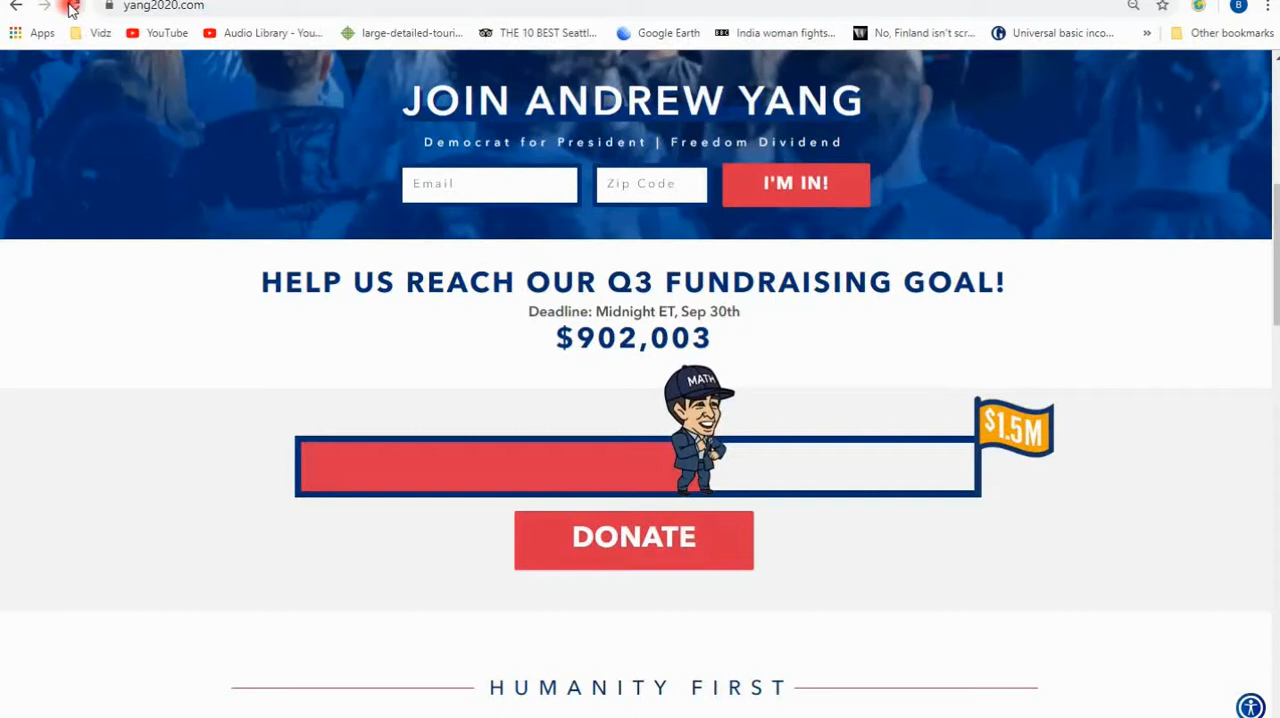 yang2020.com
B
Apps Vidz YouTube Audio Library - You... large-detailed-touri... THE 10 BEST Seattl... Google Earth BBC India woman fights... W No, Finland isn't scr... Universal basic inco... » Other bookmarks
JOIN ANDREW YANG
Democrat for President | Freedom Dividend
Email Zip Code I'M IN!
HELP US REACH OUR Q3 FUNDRAISING GOAL!
Deadline: Midnight ET, Sep 30th
$902,003
MATH
$1.5M
DONATE
HUMANITY FIRST